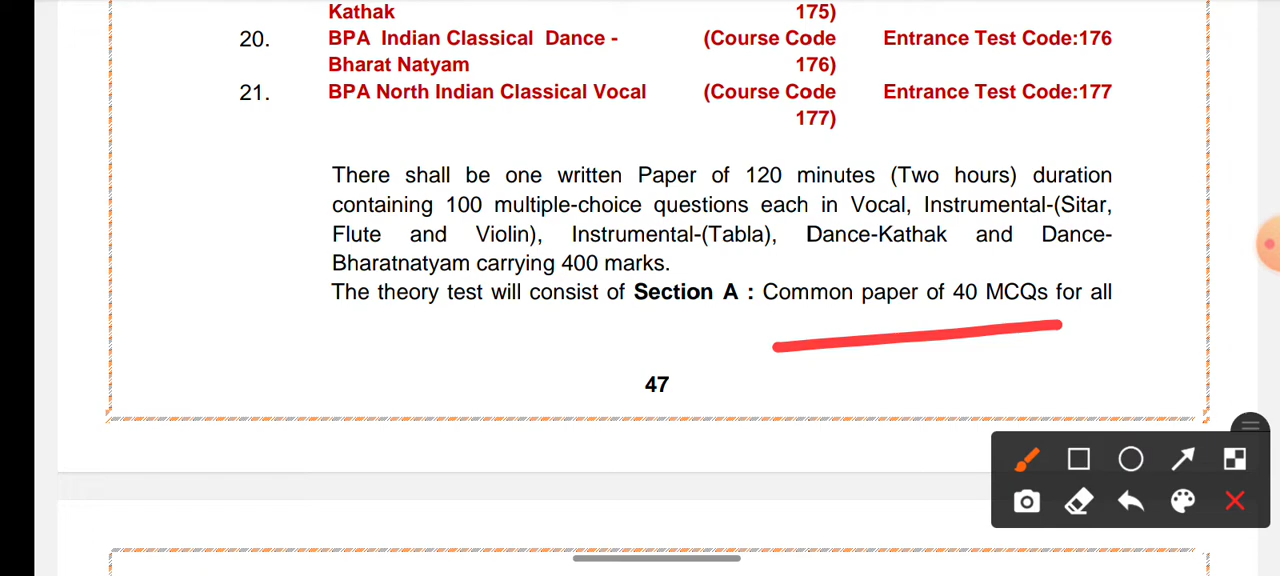 Kathak 175)
20. BPA Indian Classical Dance - (Course Code Entrance Test Code:176
Bharat Natyam 176)
21. BPA North Indian Classical Vocal (Course Code Entrance Test Code:177
177)
There shall be one written Paper of 120 minutes (Two hours) duration
containing 100 multiple-choice questions each in Vocal, Instrumental-(Sitar,
Flute and Violin), Instrumental-(Tabla), Dance-Kathak and Dance-
Bharatnatyam carrying 400 marks.
The theory test will consist of Section A : Common paper of 40 MCQs for all
47